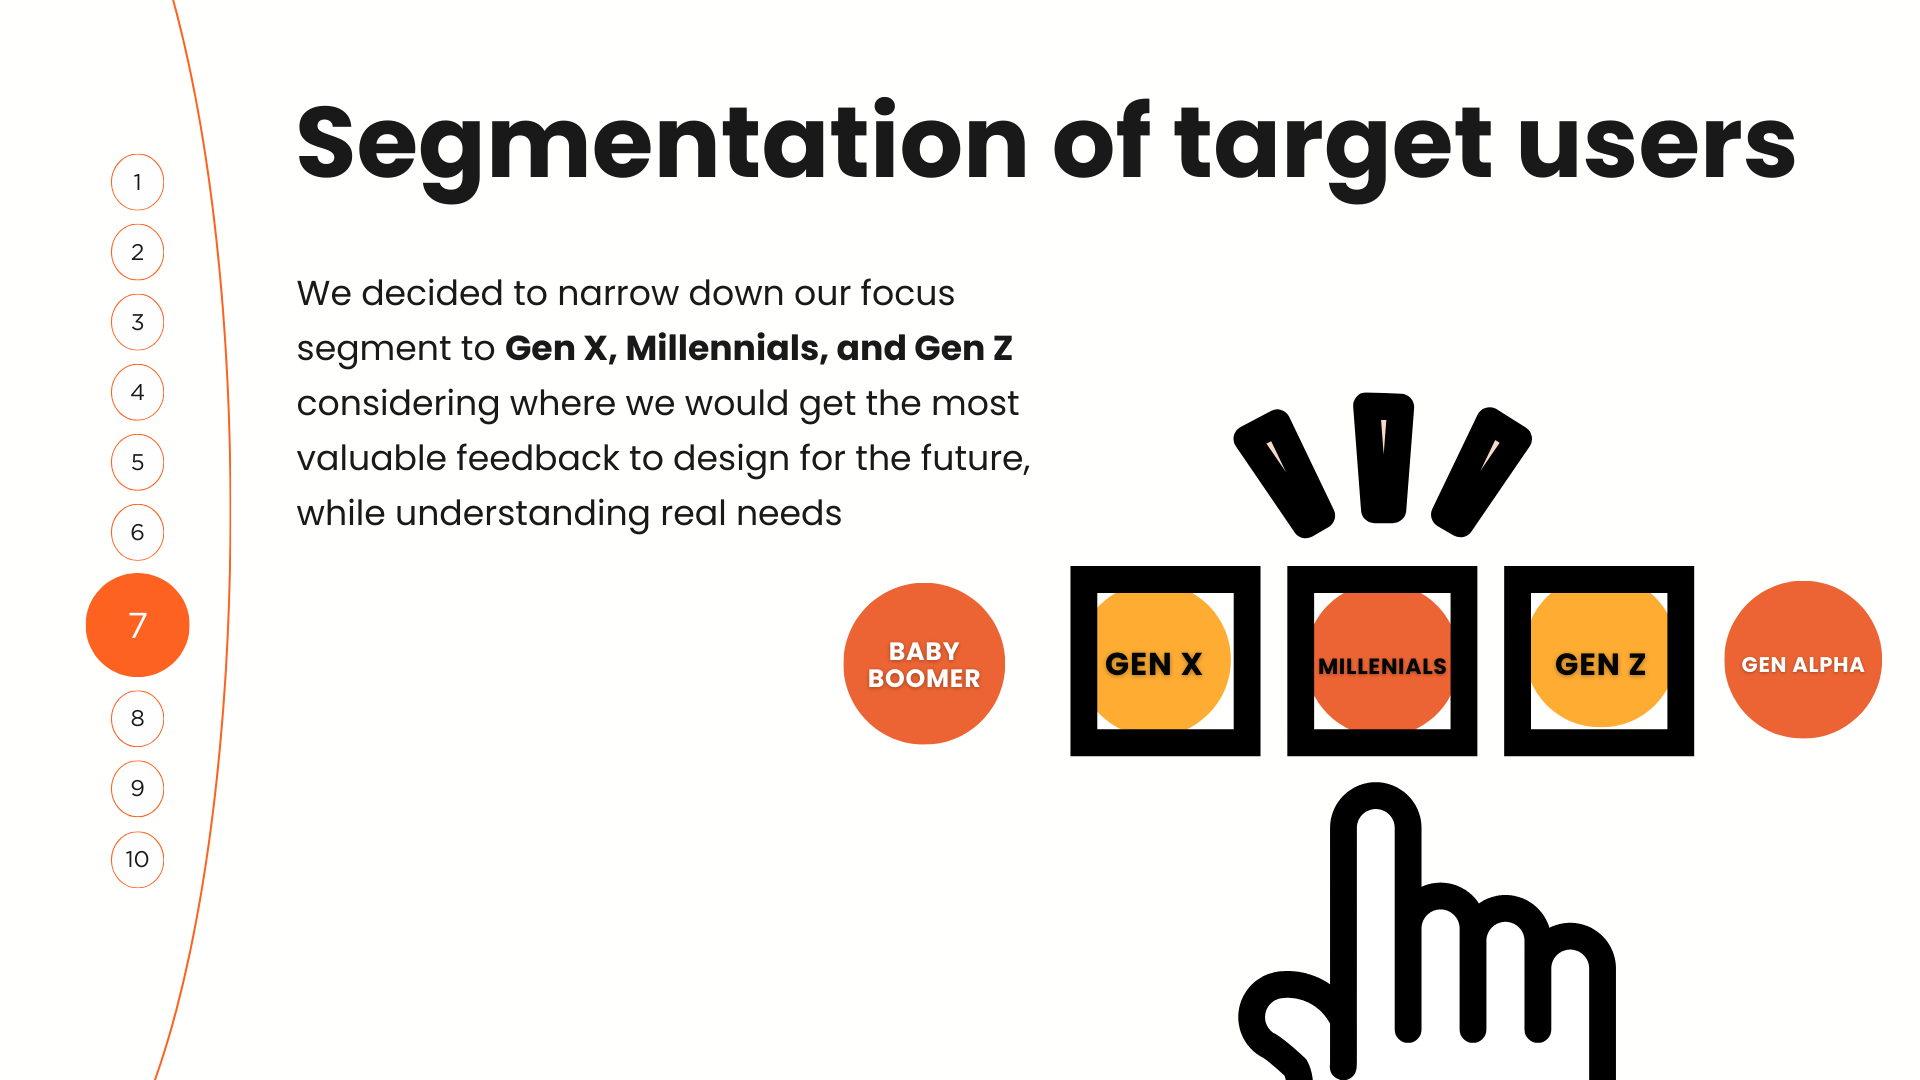 Segmentation of target users
1
2
3
4
5
6
7
8
9
10
We decided to narrow down our focus
segment to Gen X, Millennials, and Gen Z
considering where we would get the most
valuable feedback to design for the future,
while understanding real needs
BABY
BOOMER
GEN X
MILLENIALS
GEN Z
GEN ALPHA